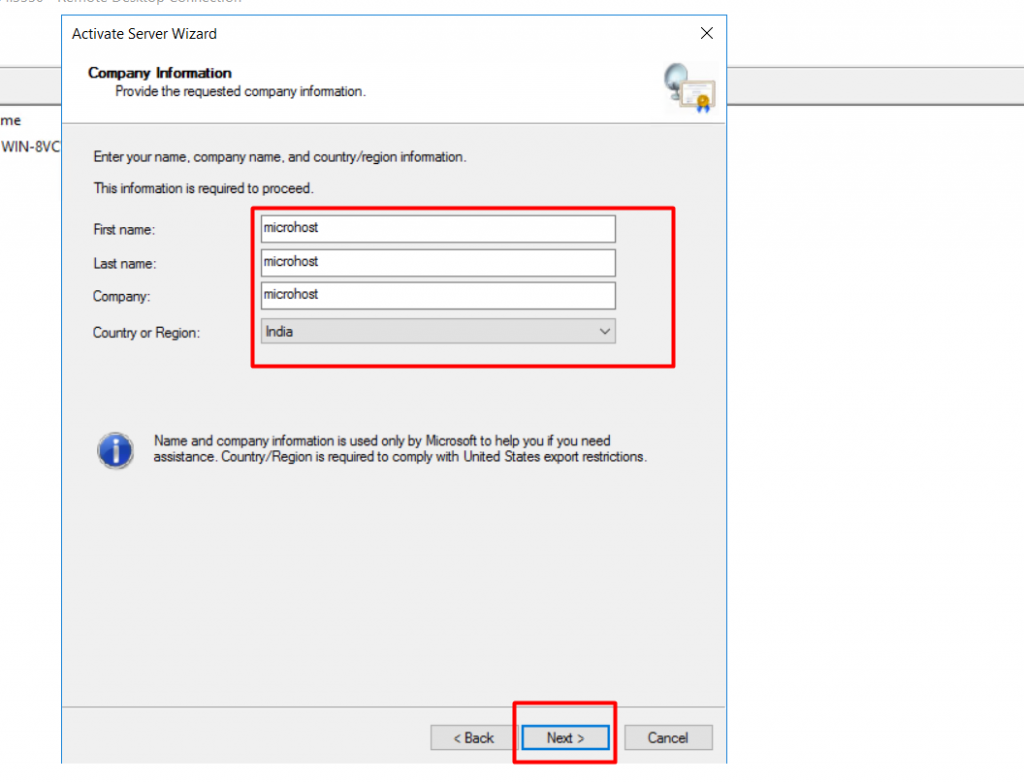 Remote Desktop Connection
Activate Server Wizard
Company Information
Provide the requested company information.
me
WIN-8VC
Enter your name, company name, and country/region information.
This information is required to proceed.
First name: microhost
Last name: microhost
Company: microhost
Country or Region: India
Name and company information is used only by Microsoft to help you if you need
assistance. Country/Region is required to comply with United States export restrictions.
< Back Next > Cancel